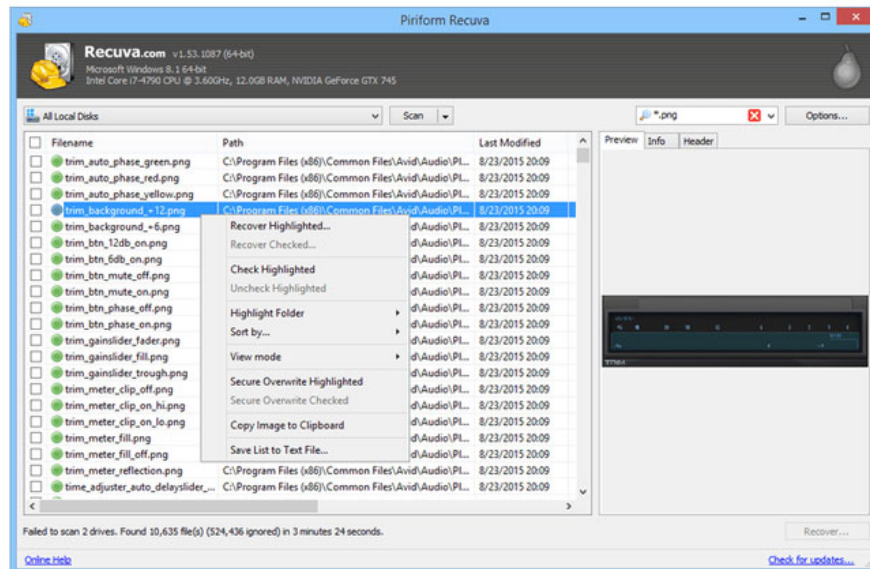 Piriform Recuva
Recuva.com v1.53.1087 (64-bit)
Microsoft Windows 8.1 64-bit
Intel Core i7-4790 CPU @ 3.60GHz, 12.0GB RAM, NVIDIA GeForce GTX 745
All Local Disks Scan *.png Options...
Filename Path Last Modified Preview Info Header
trim_auto_phase_green.png C:\Program Files (x86)\Common Files\Avid\Audio\Pl... 8/23/2015 20:09
trim_auto_phase_red.png C:\Program Files (x86)\Common Files\Avid\Audio\Pl... 8/23/2015 20:09
trim_auto_phase_yellow.png C:\Program Files (x86)\Common Files\Avid\Audio\Pl... 8/23/2015 20:09
trim_background_+12.png C:\Program Files (x86)\Common Files\Avid\Audio\Pl... 8/23/2015 20:09
trim_background_+6.png Recover Highlighted... d\Audio\Pl... 8/23/2015 20:09
trim_btn_12db_on.png Recover Checked... d\Audio\Pl... 8/23/2015 20:09
trim_btn_6db_on.png d\Audio\Pl... 8/23/2015 20:09
Check Highlighted
trim_btn_mute_off.png d\Audio\Pl... 8/23/2015 20:09
trim_btn_mute_on.png Uncheck Highlighted d\Audio\Pl... 8/23/2015 20:09
trim_btn_phase_off.png Highlight Folder d\Audio\Pl... 8/23/2015 20:09
trim_btn_phase_on.png Sort by... d\Audio\Pl... 8/23/2015 20:09
trim_gainslider_fader.png d\Audio\Pl... 8/23/2015 20:09
trim_gainslider_fill.png View mode d\Audio\Pl... 8/23/2015 20:09
trim_gainslider_trough.png Secure Overwrite Highlighted d\Audio\Pl... 8/23/2015 20:09
trim_meter_clip_off.png Secure Overwrite Checked d\Audio\Pl... 8/23/2015 20:09
trim_meter_clip_on_hi.png d\Audio\Pl... 8/23/2015 20:09
trim_meter_clip_on_lo.png Copy Image to Clipboard d\Audio\Pl... 8/23/2015 20:09
trim_meter_fill.png d\Audio\Pl... 8/23/2015 20:09
trim_meter_fill_off.png Save List to Text File... d\Audio\Pl... 8/23/2015 20:09
trim_meter_reflection.png C:\Program Files (x86)\Common Files\Avid\Audio\Pl... 8/23/2015 20:09
time_adjuster_auto_delayslider_... C:\Program Files (x86)\Common Files\Avid\Audio\Pl... 8/23/2015 20:09
Failed to scan 2 drives. Found 10,635 file(s) (524,436 ignored) in 3 minutes 24 seconds. Recover...
Online Help Check for updates...